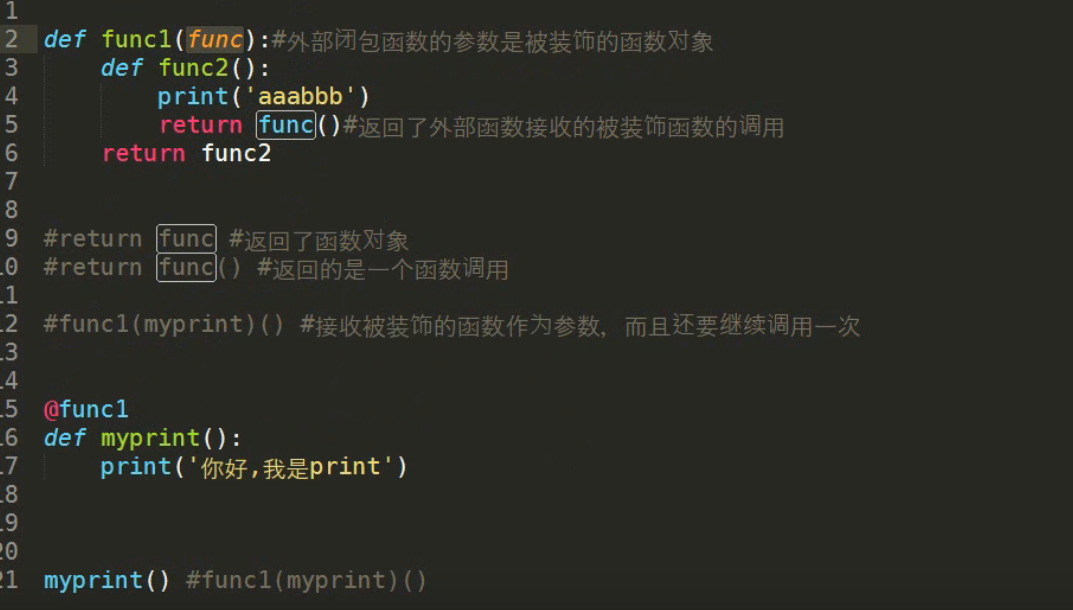 1
2 def func1(func):#外部闭包函数的参数是被装饰的函数对象
3     def func2():
4         print('aaabbb')
5         return func()#返回了外部函数接收的被装饰函数的调用
6     return func2
7
8
9 #return func #返回了函数对象
10 #return func() #返回的是一个函数调用
11
12 #func1(myprint)() #接收被装饰的函数作为参数, 而且还要继续调用一次
13
14
15 @func1
16 def myprint():
17     print('你好,我是print')
18
19
20
21 myprint() #func1(myprint)()